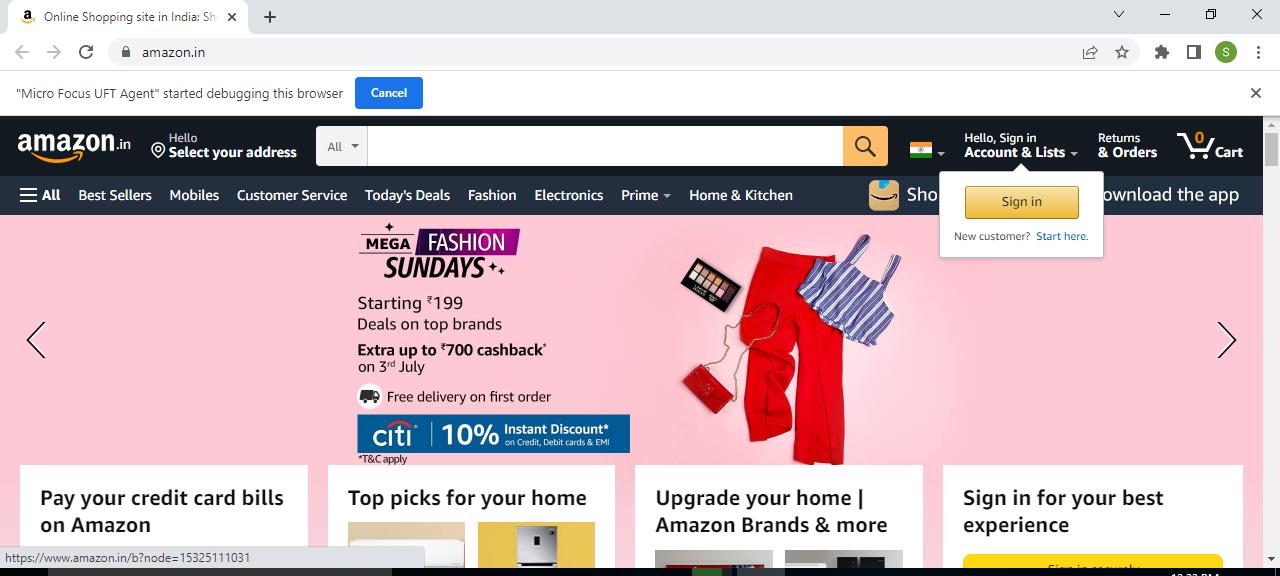 Online Shopping site in India: Sh
amazon.in
S
"Micro Focus UFT Agent" started debugging this browser
Cancel
amazon.in
Hello
Select your address
All
Hello, Sign in
Account & Lists
Returns
& Orders
0
Cart
All
Best Sellers
Mobiles
Customer Service
Today's Deals
Fashion
Electronics
Prime
Home & Kitchen
Sho
ownload the app
Sign in
New customer? Start here.
MEGA FASHION
SUNDAYS
Starting ₹199
Deals on top brands
Extra up to ₹700 cashback*
on 3rd July
Free delivery on first order
citi
10%
Instant Discount*
on Credit, Debit cards & EMI
*T&C apply
Pay your credit card bills
on Amazon
Top picks for your home
Upgrade your home |
Amazon Brands & more
Sign in for your best
experience
Sign in securely
https://www.amazon.in/b?node=15325111031